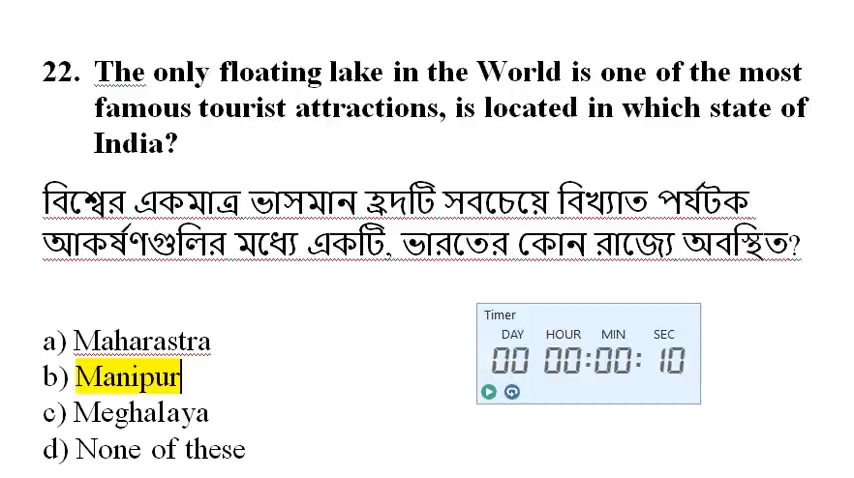 22. The only floating lake in the World is one of the most
famous tourist attractions, is located in which state of
India?
বিশ্বের একমাত্র ভাসমান হ্রদটি সবচেয়ে বিখ্যাত পর্যটক
আকর্ষণগুলির মধ্যে একটি, ভারতের কোন রাজ্যে অবস্থিত?
a) Maharastra
b) Manipur
c) Meghalaya
d) None of these
Timer
DAY HOUR MIN SEC
00 00:00: 10